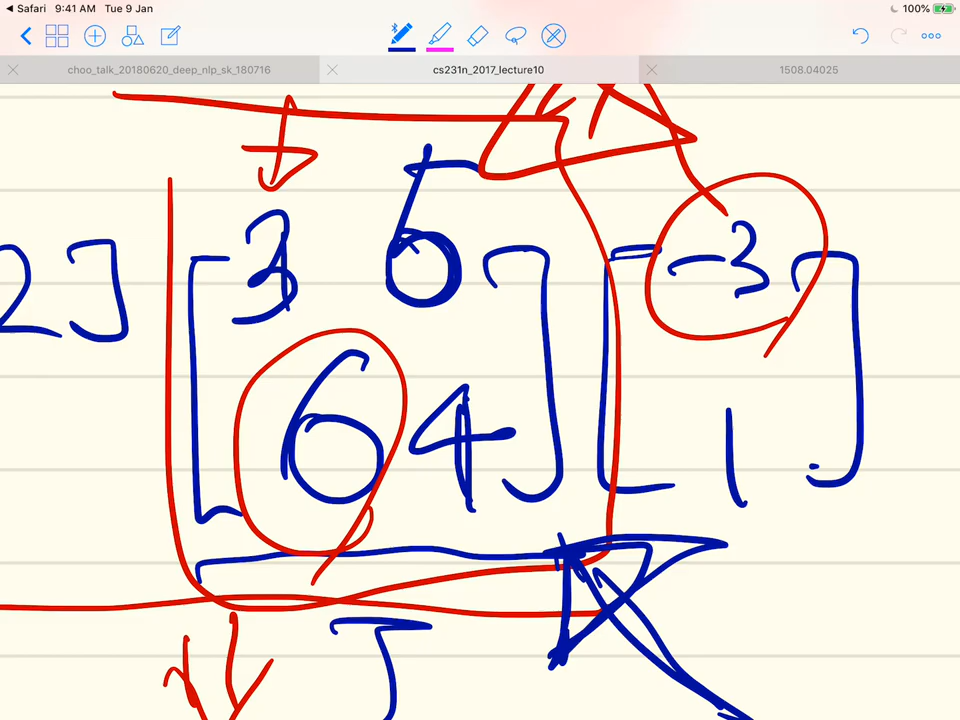 Safari 9:41 AM Tue 9 Jan 100%
choo_talk_20180620_deep_nlp_sk_180716 cs231n_2017_lecture10 1508.04025
2] [3 6] [-3
[6 4] 1]